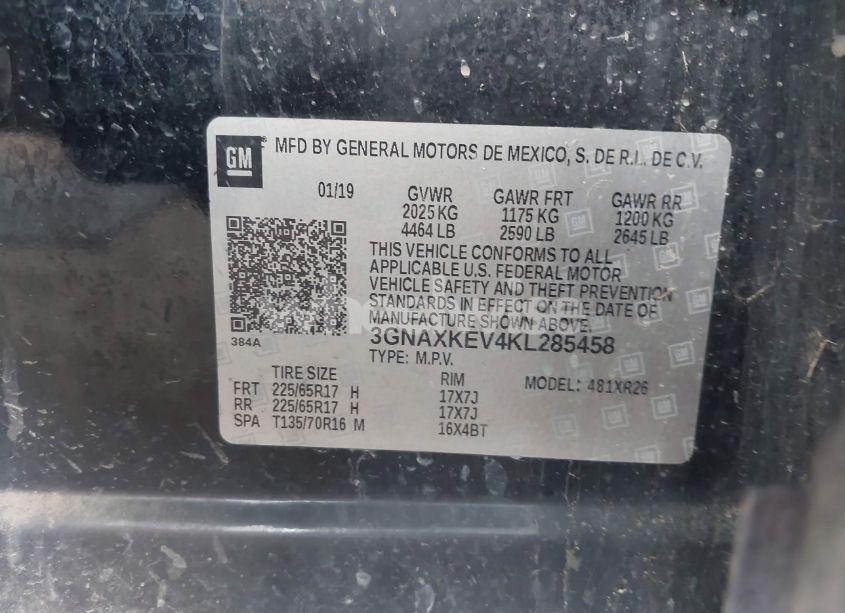 GM
MFD BY GENERAL MOTORS DE MEXICO, S. DE R.L. DE C.V.
01/19 GVWR GAWR FRT GAWR RR
2025 KG 1175 KG 1200 KG
4464 LB 2590 LB 2645 LB
THIS VEHICLE CONFORMS TO ALL
APPLICABLE U.S. FEDERAL MOTOR
VEHICLE SAFETY AND THEFT PREVENTION
STANDARDS IN EFFECT ON THE DATE OF
MANUFACTURE SHOWN ABOVE.
384A
3GNAXKEV4KL285458
TYPE: M.P.V.
TIRE SIZE RIM MODEL: 481XR26
FRT 225/65R17 H 17X7J
RR 225/65R17 H 17X7J
SPA T135/70R16 M 16X4BT